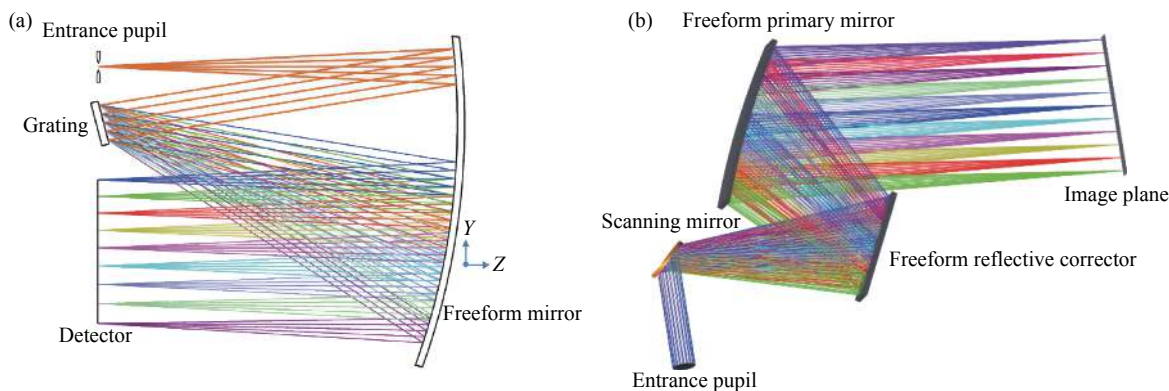 (a)
Entrance pupil
Grating
Y
Z
Freeform mirror
Detector
(b)
Freeform primary mirror
Image plane
Scanning mirror
Freeform reflective corrector
Entrance pupil